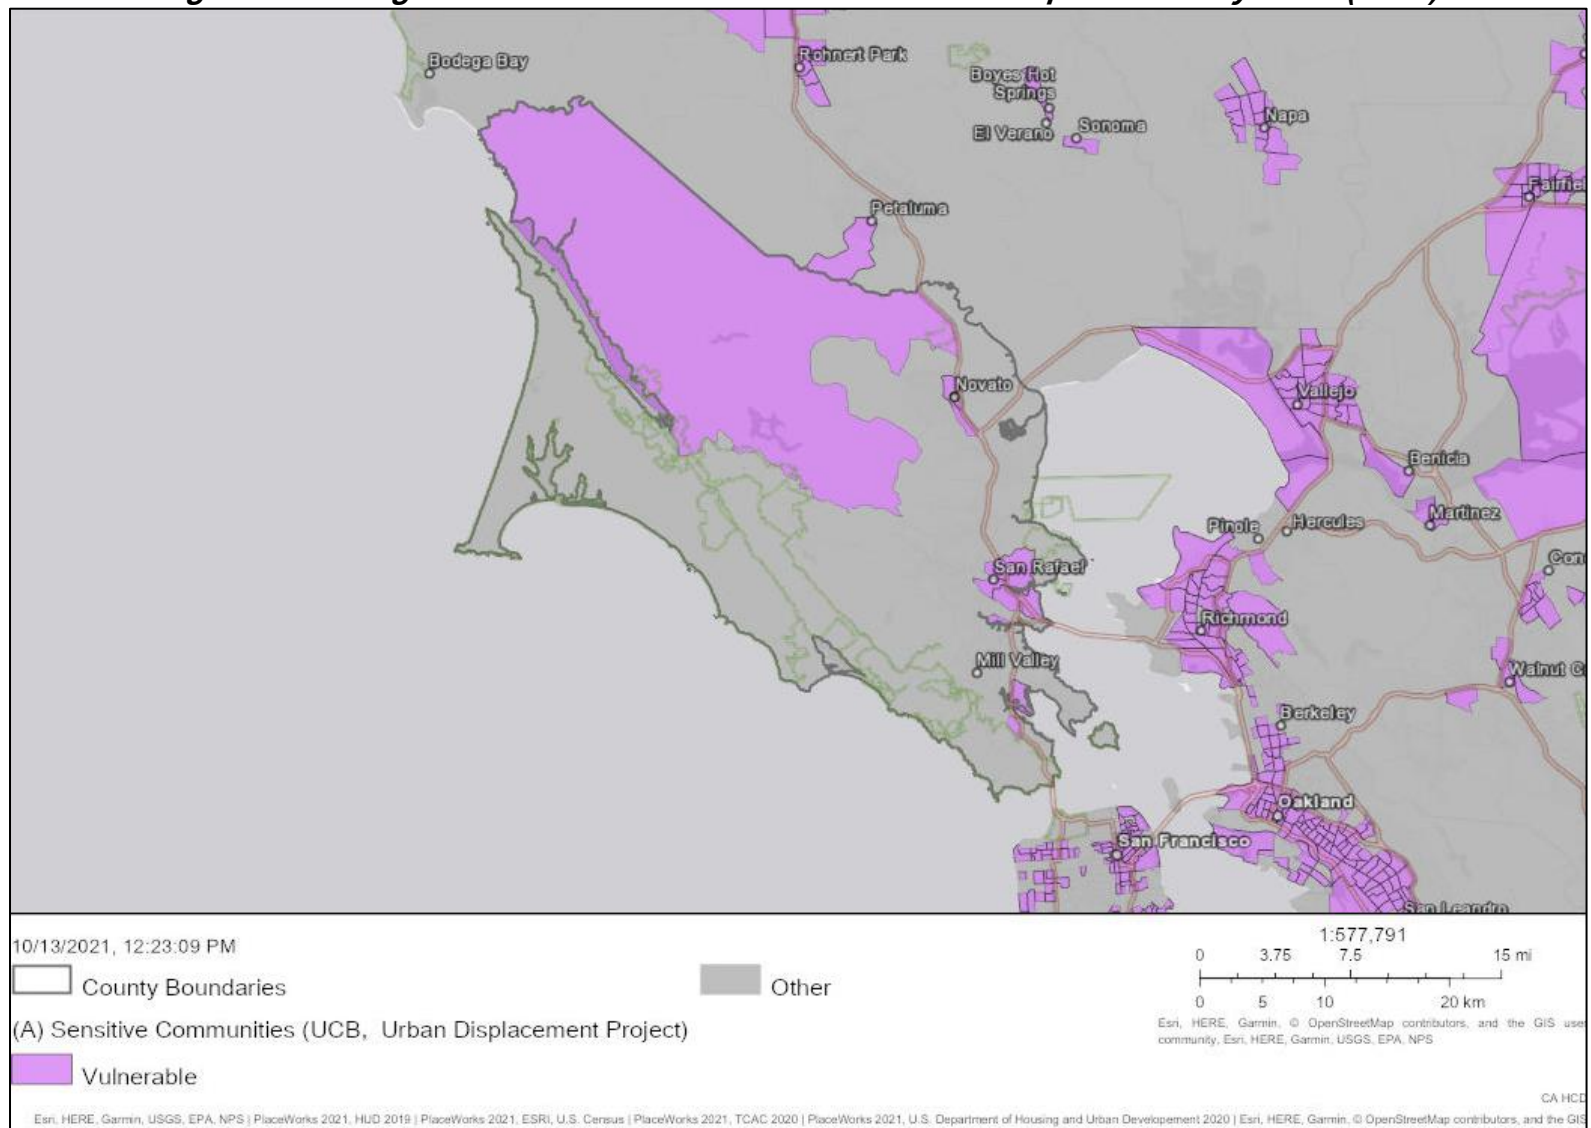 Bodega Bay
Rohnert Park
Boyes Hot
Springs
El Verano
Sonoma
Napa
Fairfie
Petaluma
Novato
Vallejo
Benicia
Martinez
Pinole
Hercules
Con
San Rafael
Richmond
Mill Valley
Walnut C
Berkeley
Oakland
San Francisco
San Leandro
10/13/2021, 12:23:09 PM
County Boundaries
Other
(A) Sensitive Communities (UCB, Urban Displacement Project)
Vulnerable
1:577,791
0 3.75 7.5 15 mi
0 5 10 20 km
Esri, HERE, Garmin, © OpenStreetMap contributors, and the GIS user
community, Esri, HERE, Garmin, USGS, EPA, NPS
CA HCD
Esri, HERE, Garmin, USGS, EPA, NPS | PlaceWorks 2021, HUD 2019 | PlaceWorks 2021, ESRI, U.S. Census | PlaceWorks 2021, TCAC 2020 | PlaceWorks 2021, U.S. Department of Housing and Urban Developement 2020 | Esri, HERE, Garmin, © OpenStreetMap contributors, and the GIS